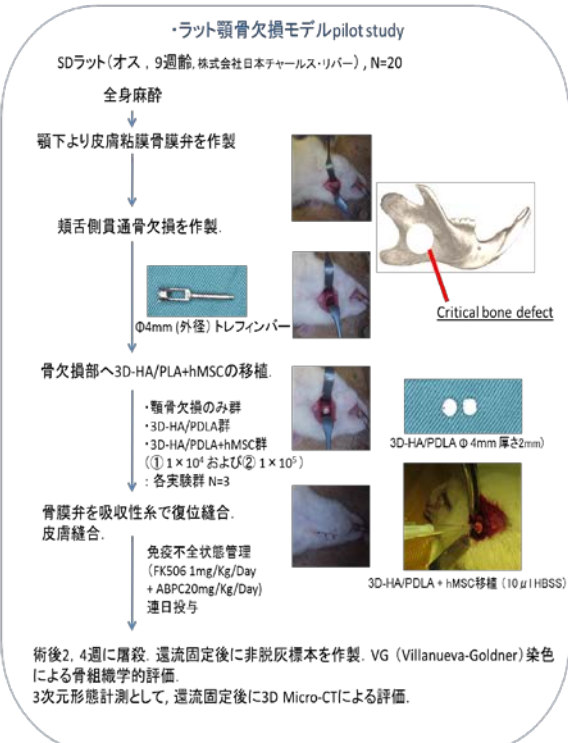 ・ラット顎骨欠損モデルpilot study
SDラット(オス , 9週齢, 株式会社日本チャールス・リバー) , N=20
全身麻酔
顎下より皮膚粘膜骨膜弁を作製
頬舌側貫通骨欠損を作製.
Φ4mm (外径) トレフィンバー
Critical bone defect
骨欠損部へ3D-HA/PLA+hMSCの移植.
・顎骨欠損のみ群
・3D-HA/PDLA群
・3D-HA/PDLA+hMSC群
(① 1×10⁴ および② 1×10⁵ )
: 各実験群 N=3
3D-HA/PDLA Φ 4mm 厚さ2mm)
骨膜弁を吸収性糸で復位縫合.
皮膚縫合.
免疫不全状態管理
(FK506 1mg/Kg/Day
+ ABPC20mg/Kg/Day)
連日投与
3D-HA/PDLA + hMSC移植 (10μl HBSS)
術後2, 4週に屠殺. 還流固定後に非脱灰標本を作製. VG (Villanueva-Goldner) 染色
による骨組織学的評価.
3次元形態計測として, 還流固定後に3D Micro-CTによる評価.